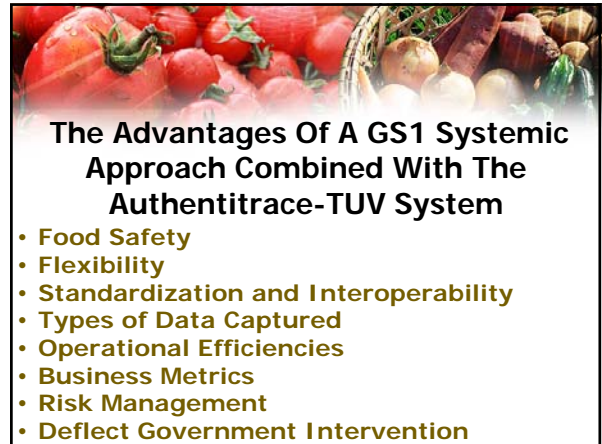 The Advantages Of A GS1 Systemic
Approach Combined With The
Authentitrace-TUV System
• Food Safety
• Flexibility
• Standardization and Interoperability
• Types of Data Captured
• Operational Efficiencies
• Business Metrics
• Risk Management
• Deflect Government Intervention